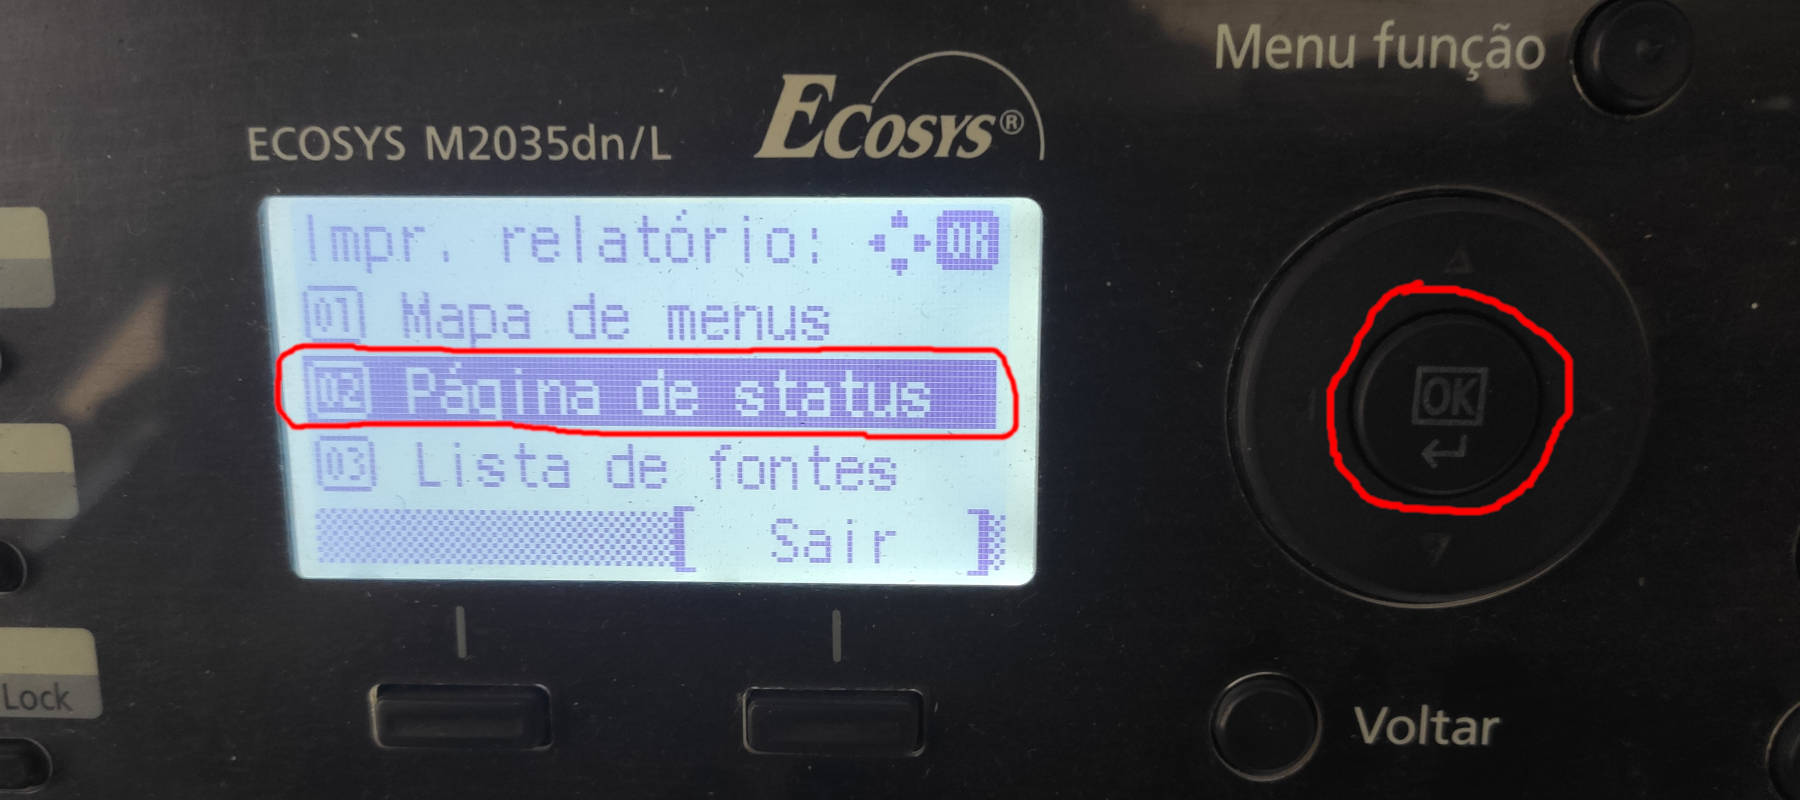 Menu função
ECOSYS M2035dn/L
ECOSYS®
Impr. relatório: OK
01 Mapa de menus
02 Página de status
03 Lista de fontes
[ Sair ]
OK
Lock
Voltar